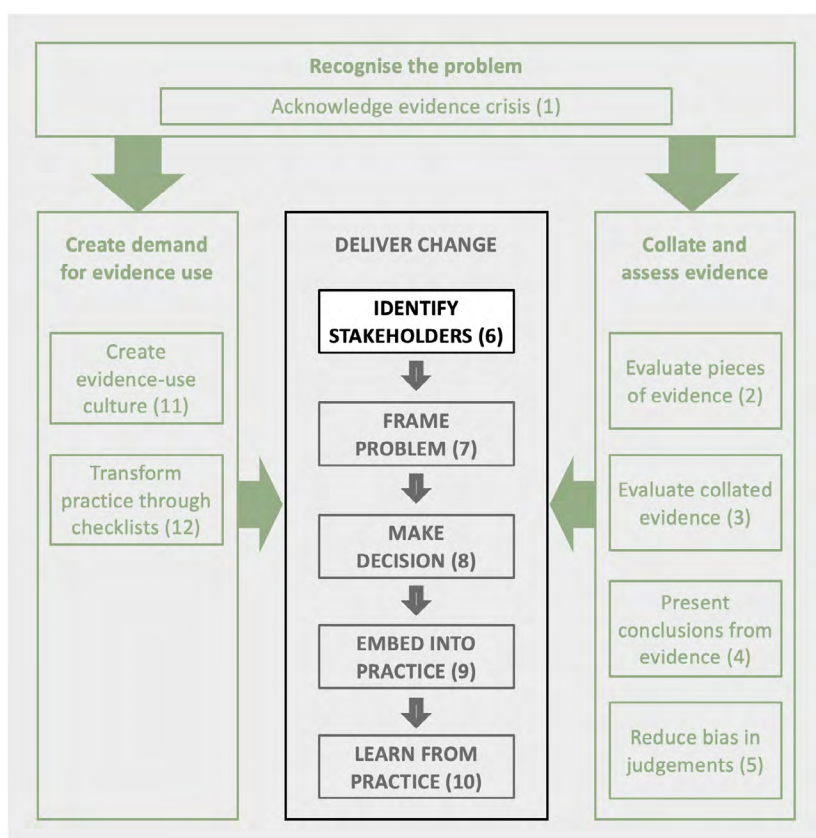 Recognise the problem
Acknowledge evidence crisis (1)
Create demand
for evidence use
Create
evidence-use
culture (11)
Transform
practice through
checklists (12)
DELIVER CHANGE
IDENTIFY
STAKEHOLDERS (6)
FRAME
PROBLEM (7)
MAKE
DECISION (8)
EMBED INTO
PRACTICE (9)
LEARN FROM
PRACTICE (10)
Collate and
assess evidence
Evaluate pieces
of evidence (2)
Evaluate collated
evidence (3)
Present
conclusions from
evidence (4)
Reduce bias in
judgements (5)